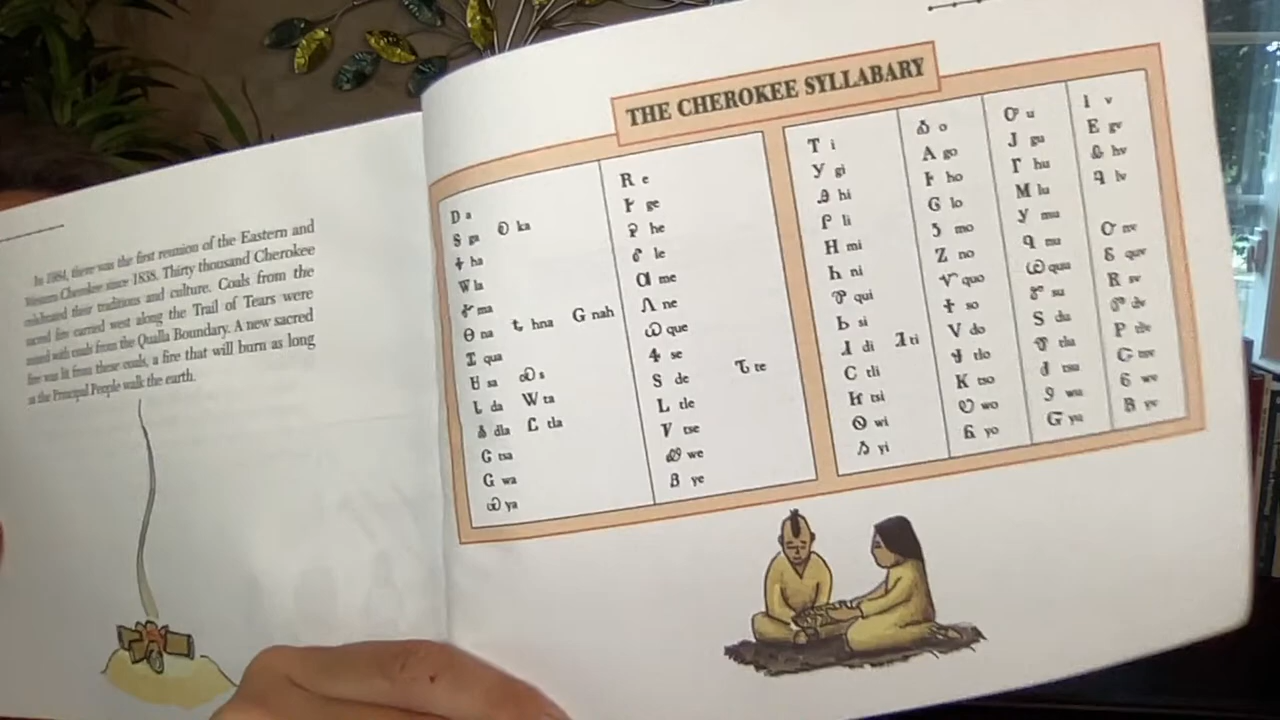 In 1984, there was the first reunion of the Eastern and
Western Cherokee since 1838. Thirty thousand Cherokee
celebrated their traditions and culture. Coals from the
sacred fire carried west along the Trail of Tears were
mixed with coals from the Qualla Boundary. A new sacred
fire was lit from these coals, a fire that will burn as long
as the Principal People walk the earth.
THE CHEROKEE SYLLABARY
Ꭰ a
Ꭶ ga Ꭷ ka
Ꭽ ha
Ꮃ la
Ꮉ ma
Ꮎ na Ꮏ hna Ꮐ nah
Ꮖ qua
Ꮜ sa Ꮝ s
Ꮣ da Ꮤ ta
Ꮬ dla Ꮭ tla
Ꮳ tsa
Ꮹ wa
Ꮿ ya
Ꭱ e
Ꭸ ge
Ꭾ he
Ꮄ le
Ꮊ me
Ꮑ ne
Ꮗ que
Ꮞ se
Ꮥ de Ꮦ te
Ꮮ tle
Ꮴ tse
Ꮺ we
Ᏸ ye
Ꭲ i
Ꭹ gi
Ꭿ hi
Ꮅ li
Ꮋ mi
Ꮒ ni
Ꮙ qui
Ꮟ si
Ꮧ di Ꮨ ti
Ꮯ tli
Ꮵ tsi
Ꮻ wi
Ᏹ yi
Ꭳ o
Ꭺ go
Ꮀ ho
Ꮆ lo
Ꮌ mo
Ꮓ no
Ꮚ quo
Ꮠ so
Ꮩ do
Ꮰ tlo
Ꮶ tso
Ꮼ wo
Ᏺ yo
Ꭴ u
Ꭻ gu
Ꮁ hu
Ꮇ lu
Ꮍ mu
Ꮔ nu
Ꮛ quu
Ꮡ su
Ꮪ du
Ꮱ tlu
Ꮷ tsu
Ꮽ wu
Ᏻ yu
Ꭵ v
Ꭼ gv
Ꮂ hv
Ꮈ lv
Ꮕ nv
Ꮜ quv
Ꮢ sv
Ꮫ dv
Ꮲ tlv
Ꮸ tsv
Ꮾ wv
Ᏼ yv